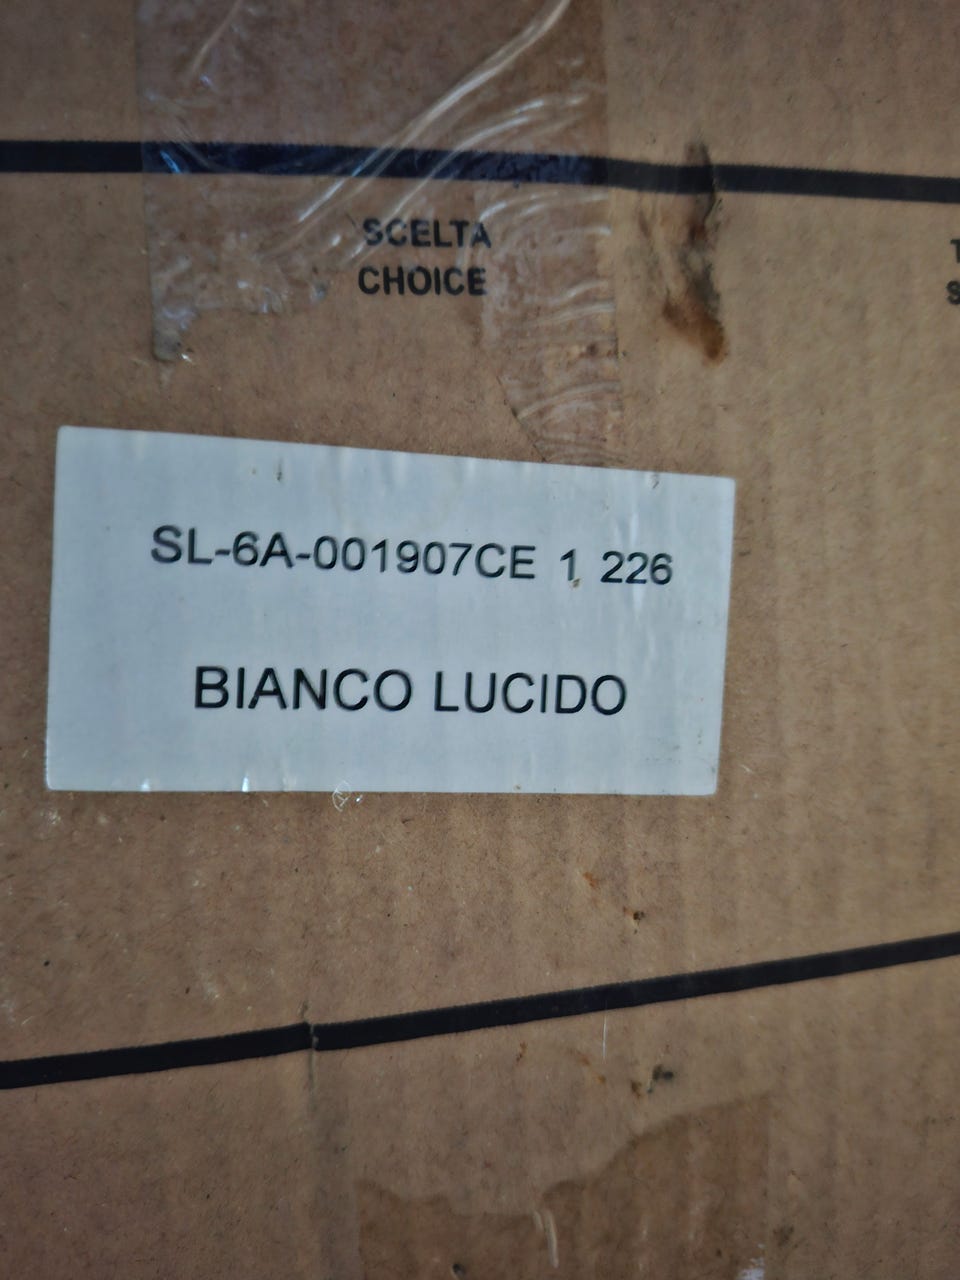 SCELTA
CHOICE
SL-6A-001907CE 1 226
BIANCO LUCIDO